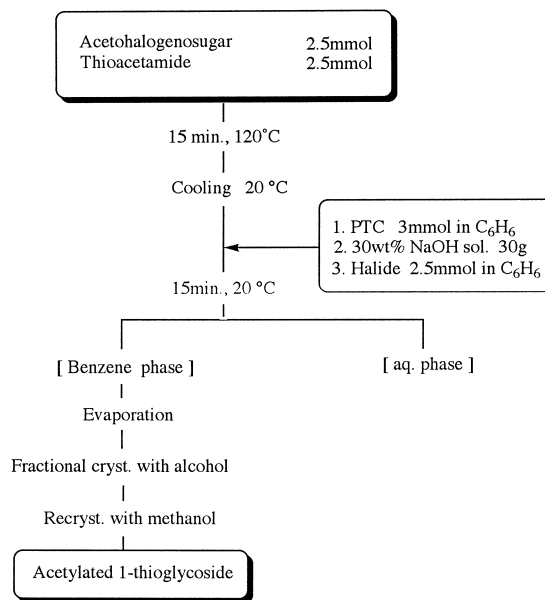 Acetohalogenosugar 2.5mmol
Thioacetamide 2.5mmol
15 min., 120°C
Cooling 20 °C
1. PTC 3mmol in C₆H₆
2. 30wt% NaOH sol. 30g
3. Halide 2.5mmol in C₆H₆
15min., 20 °C
[ Benzene phase ]
[ aq. phase ]
Evaporation
Fractional cryst. with alcohol
Recryst. with methanol
Acetylated 1-thioglycoside